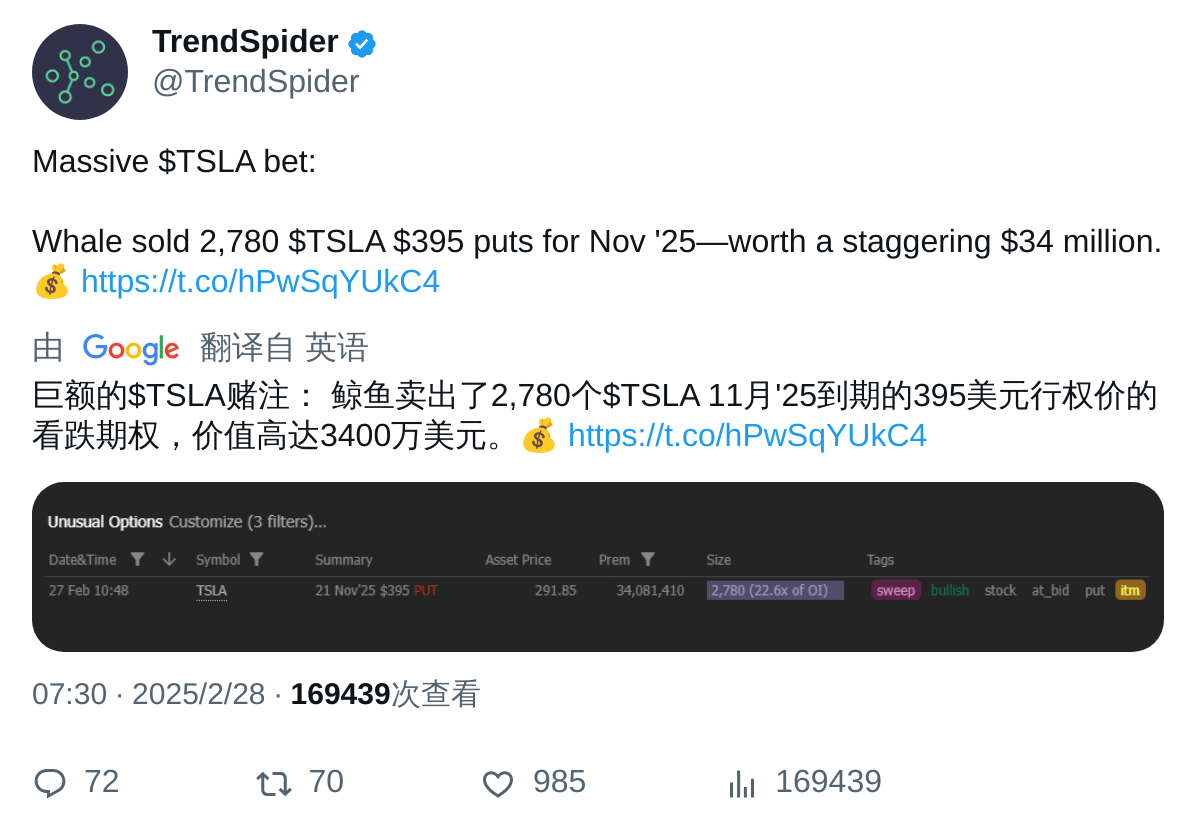 TrendSpider
@TrendSpider
Massive $TSLA bet:
Whale sold 2,780 $TSLA $395 puts for Nov '25—worth a staggering $34 million.
💰 https://t.co/hPwSqYUkC4
由 Google 翻译自 英语
巨额的$TSLA赌注： 鲸鱼卖出了2,780个$TSLA 11月'25到期的395美元行权价的
看跌期权，价值高达3400万美元。💰 https://t.co/hPwSqYUkC4
Unusual Options Customize (3 filters)...
Date&Time Symbol Summary Asset Price Prem Size Tags
27 Feb 10:48 TSLA 21 Nov'25 $395 PUT 291.85 34,081,410 2,780 (22.6x of OI) sweep bullish stock at_bid put itm
07:30 · 2025/2/28 · 169439次查看
72 70 985 169439